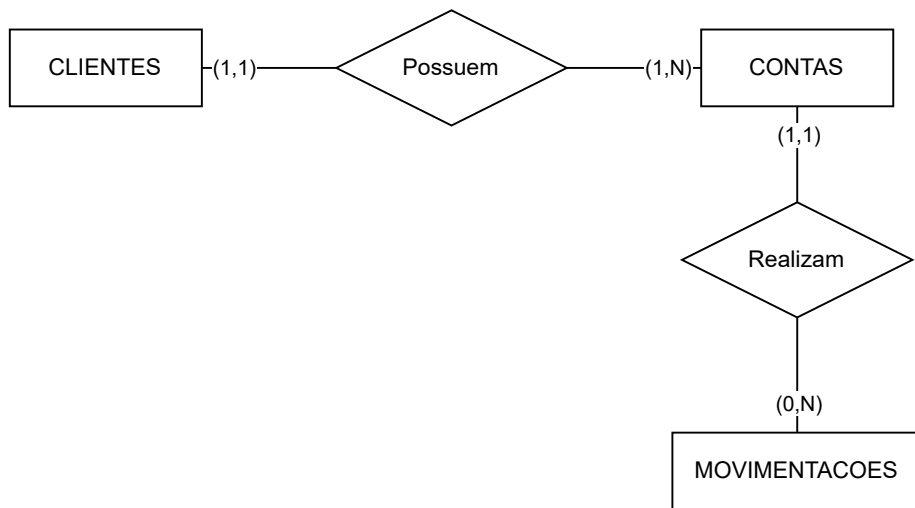 CLIENTES
(1,1)
Possuem
(1,N)
CONTAS
(1,1)
Realizam
(0,N)
MOVIMENTACOES